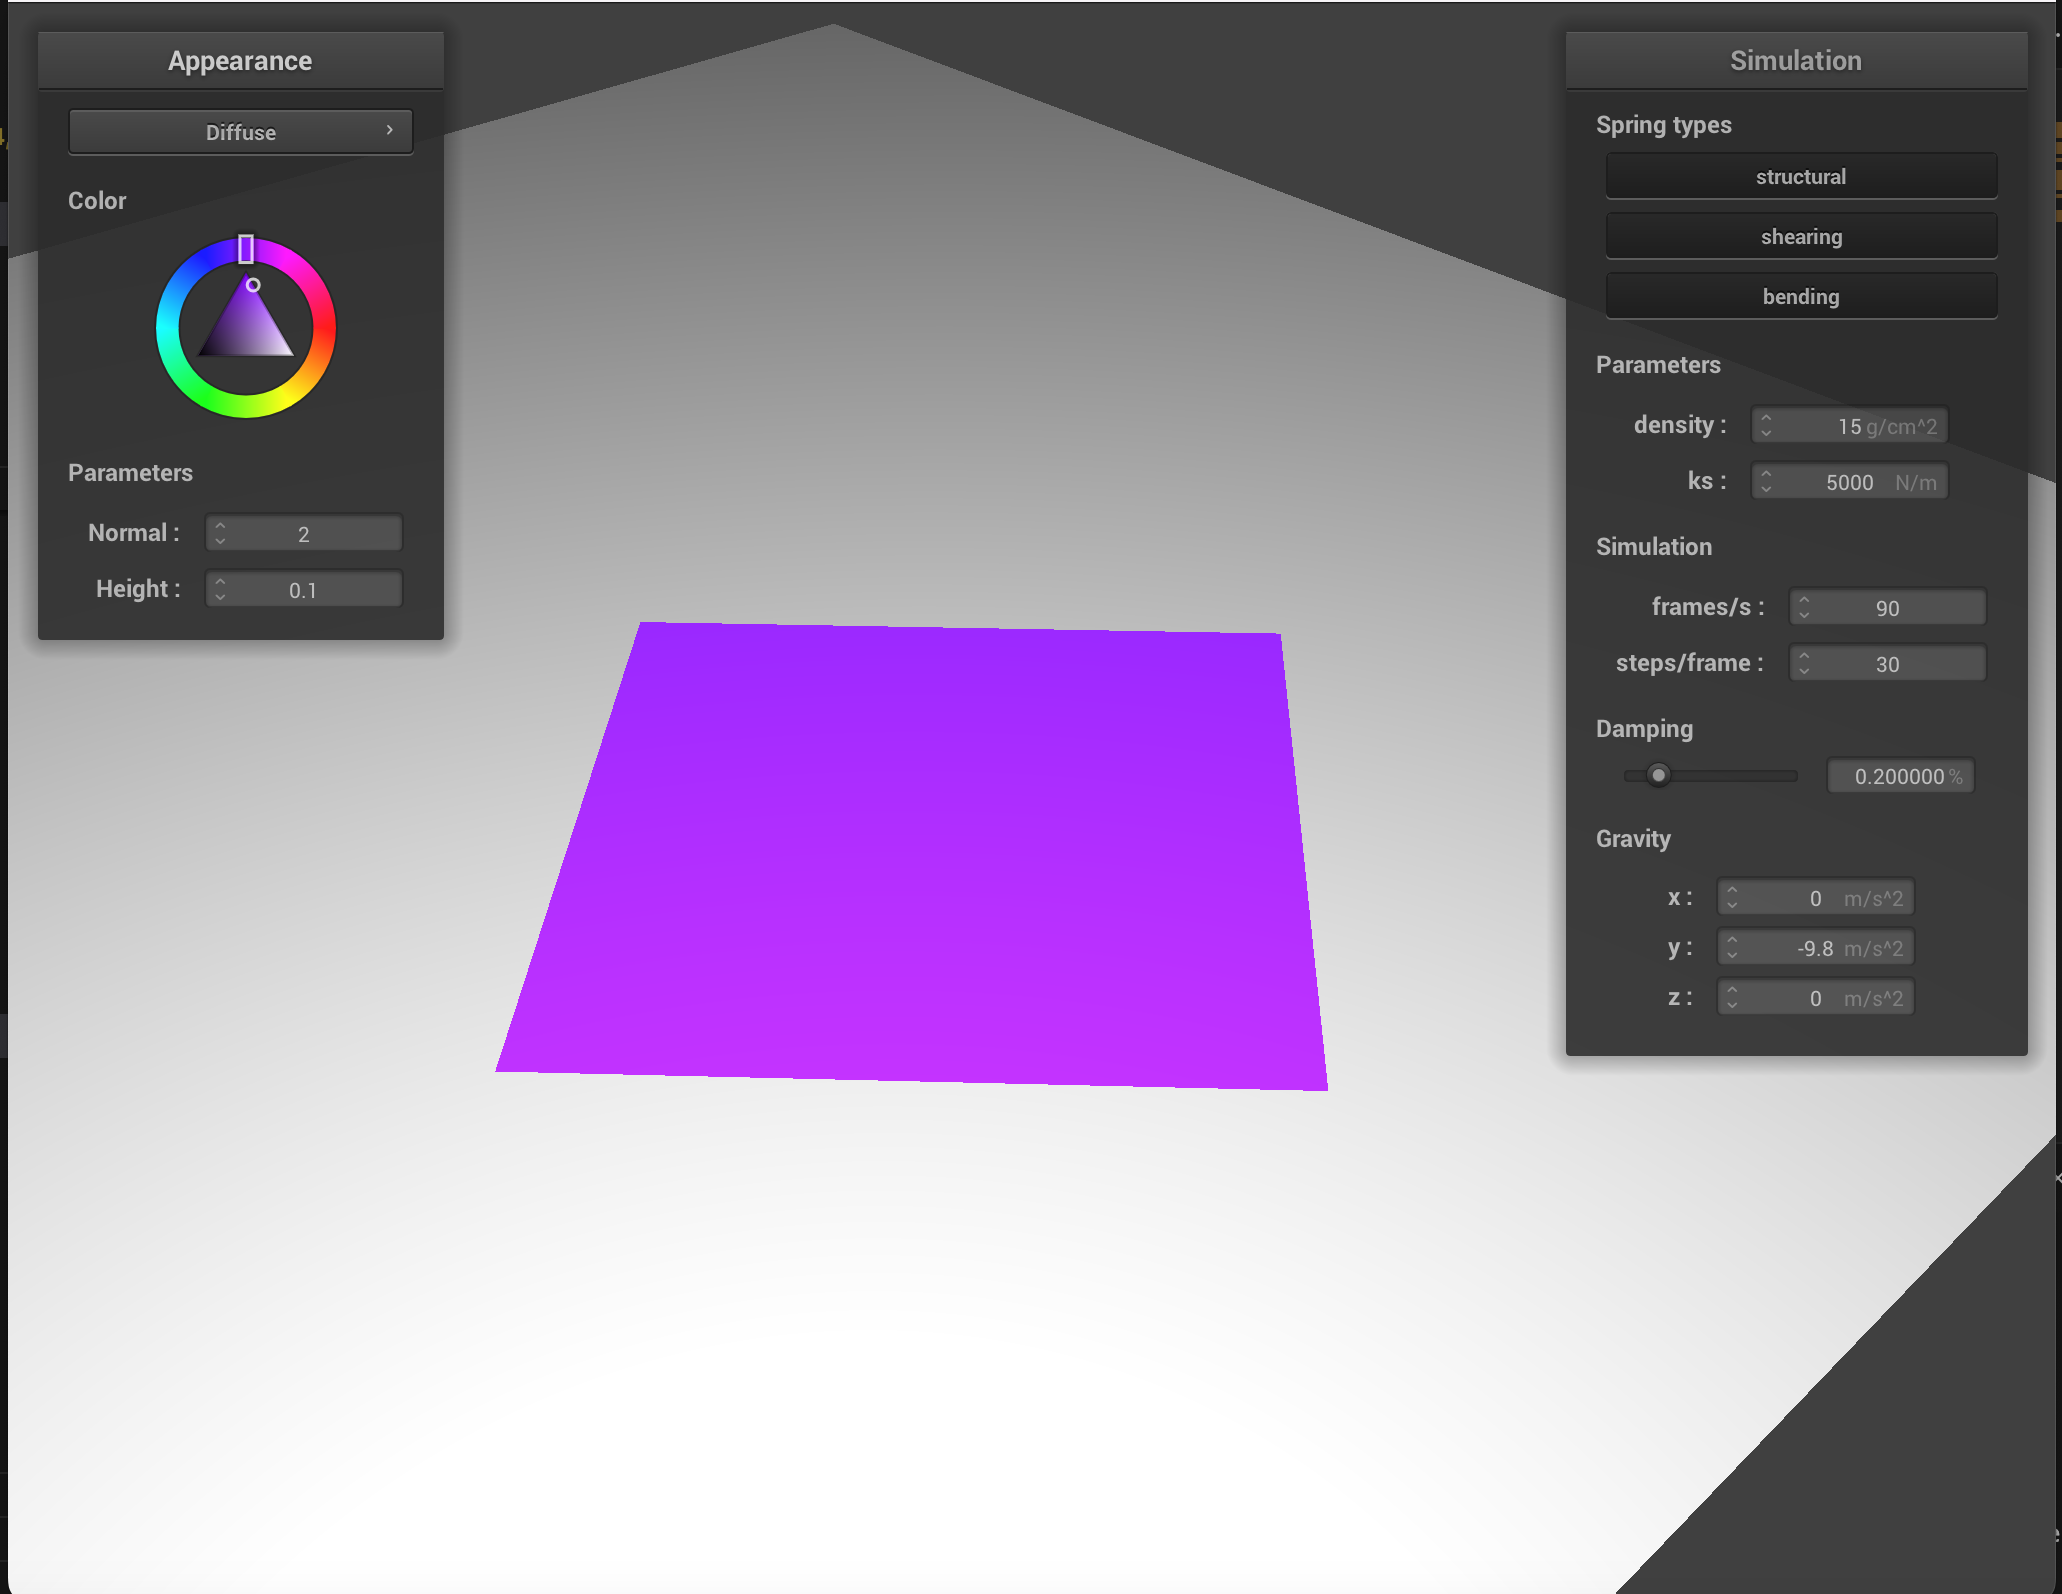 Appearance
Diffuse
Color
Parameters
Normal : 2
Height : 0.1
Simulation
Spring types
structural
shearing
bending
Parameters
density : 15 g/cm^2
ks : 5000 N/m
Simulation
frames/s : 90
steps/frame : 30
Damping
0.200000 %
Gravity
x : 0 m/s^2
y : -9.8 m/s^2
z : 0 m/s^2